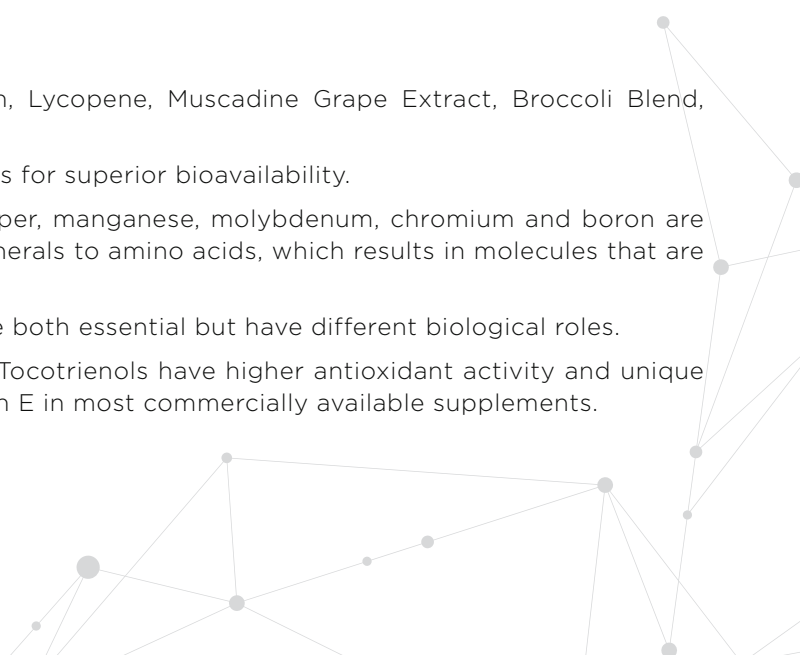 n, Lycopene, Muscadine Grape Extract, Broccoli Blend,
s for superior bioavailability.
per, manganese, molybdenum, chromium and boron are
nerals to amino acids, which results in molecules that are
e both essential but have different biological roles.
Tocotrienols have higher antioxidant activity and unique
n E in most commercially available supplements.